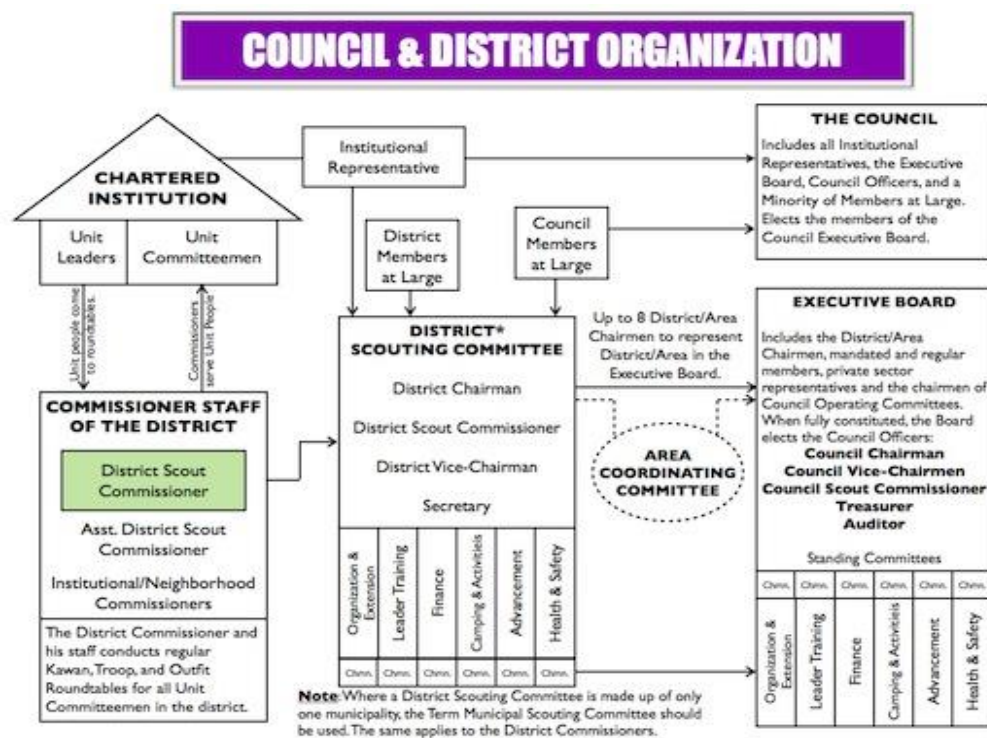 COUNCIL & DISTRICT ORGANIZATION
CHARTERED
INSTITUTION
Unit
Leaders
Unit
Committeemen
Institutional
Representative
District
Members
at Large
Council
Members
at Large
THE COUNCIL
Includes all Institutional
Representatives, the Executive
Board, Council Officers, and a
Minority of Members at Large.
Elects the members of the
Council Executive Board.
Unit people come
to roundtables.
Commissioners
serve Unit People
COMMISSIONER STAFF
OF THE DISTRICT
District Scout
Commissioner
Asst. District Scout
Commissioner
Institutional/Neighborhood
Commissioners
The District Commissioner and
his staff conducts regular
Kawan, Troop, and Outfit
Roundtables for all Unit
Committeemen in the district.
DISTRICT*
SCOUTING COMMITTEE
District Chairman
District Scout Commissioner
District Vice-Chairman
Secretary
Organization &
Extension
Leader Training
Finance
Camping & Activitieis
Advancement
Health & Safety
Chmn.
Chmn.
Chmn.
Chmn.
Chmn.
Chmn.
Note: Where a District Scouting Committee is made up of only
one municipality, the Term Municipal Scouting Committee should
be used. The same applies to the District Commissioners.
Up to 8 District/Area
Chairmen to represent
District/Area in the
Executive Board.
AREA
COORDINATING
COMMITTEE
EXECUTIVE BOARD
Includes the District/Area
Chairmen, mandated and regular
members, private sector
representatives and the chairmen of
Council Operating Committees.
When fully constituted, the Board
elects the Council Officers:
Council Chairman
Council Vice-Chairmen
Council Scout Commissioner
Treasurer
Auditor
Standing Committees
Chmn.
Chmn.
Chmn.
Chmn.
Chmn.
Chmn.
Organization &
Extension
Leader Training
Finance
Camping & Activitieis
Advancement
Health & Safety